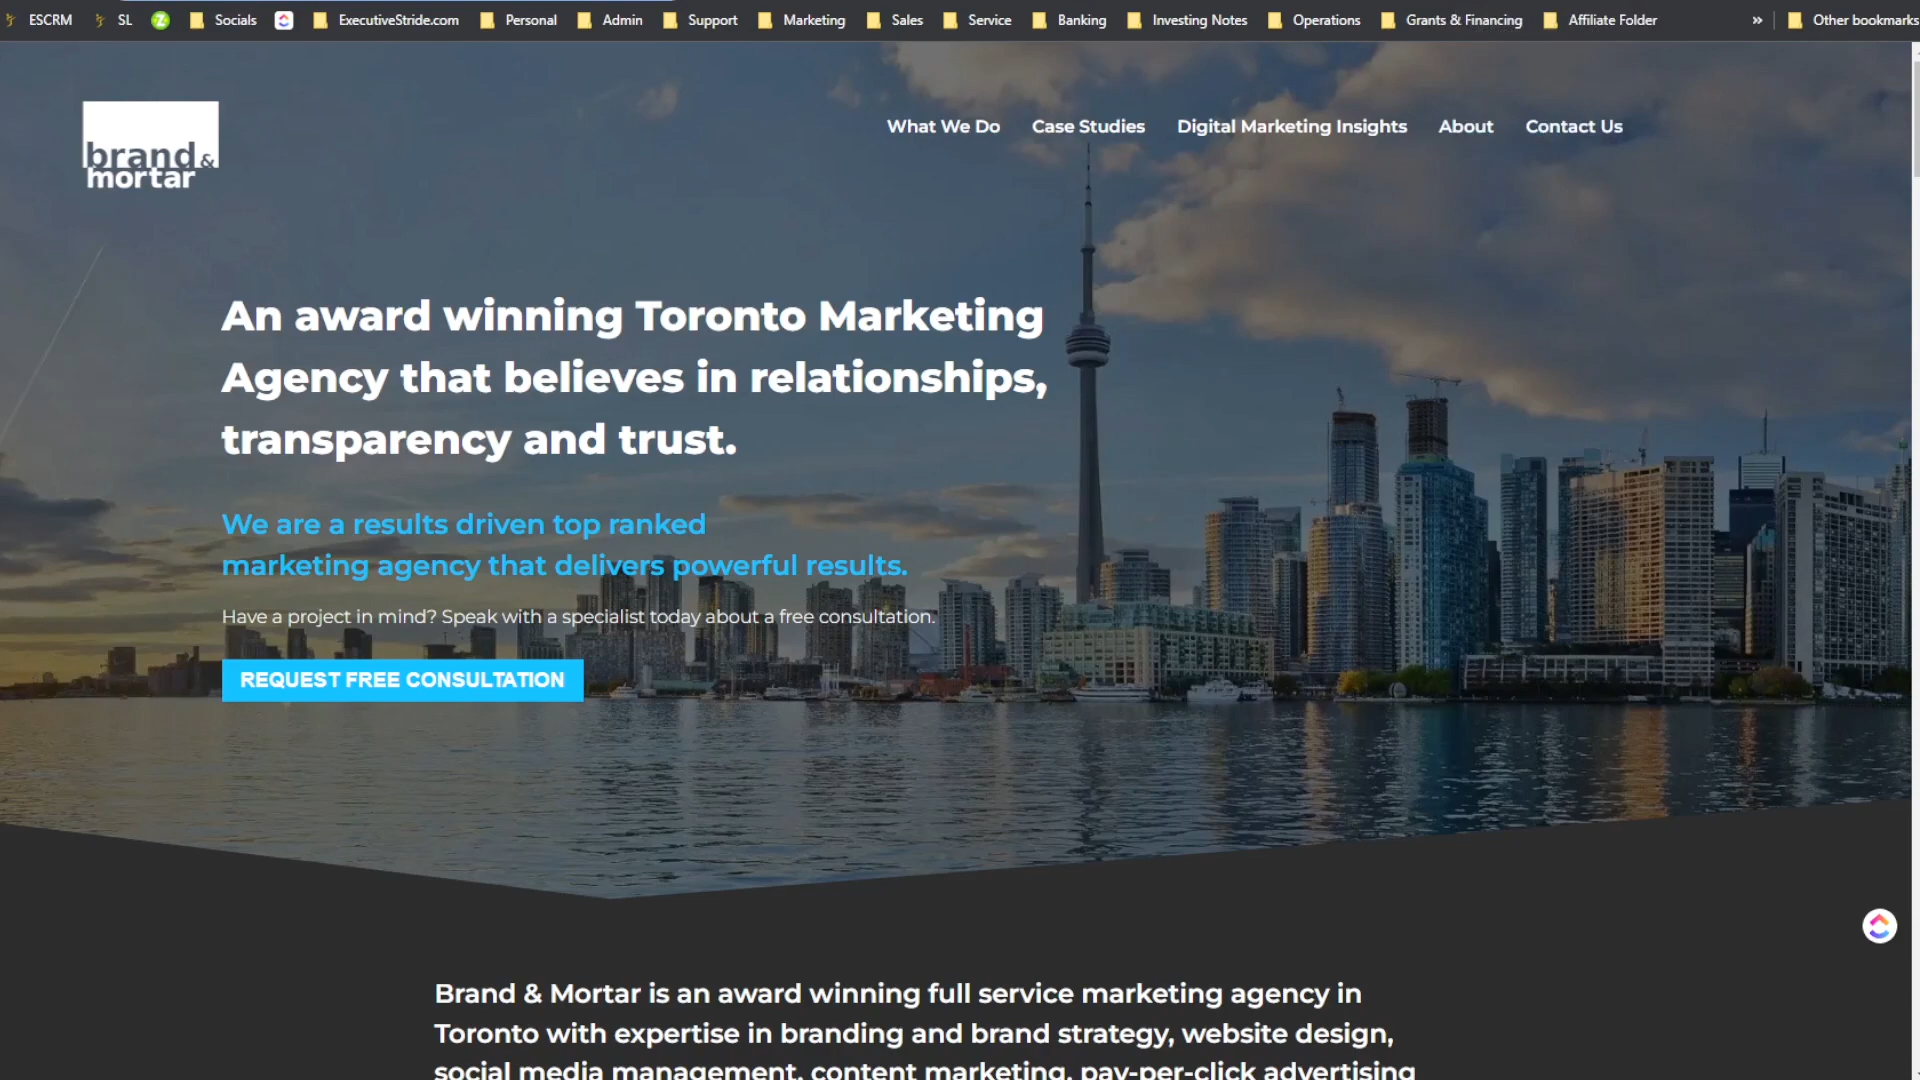 ESCRM SL Socials ExecutiveStride.com Personal Admin Support Marketing Sales Service Banking Investing Notes Operations Grants & Financing Affiliate Folder » Other bookmarks
brand &
mortar
What We Do Case Studies Digital Marketing Insights About Contact Us
An award winning Toronto Marketing
Agency that believes in relationships,
transparency and trust.
We are a results driven top ranked
marketing agency that delivers powerful results.
Have a project in mind? Speak with a specialist today about a free consultation.
REQUEST FREE CONSULTATION
Brand & Mortar is an award winning full service marketing agency in
Toronto with expertise in branding and brand strategy, website design,
social media management, content marketing, pay-per-click advertising